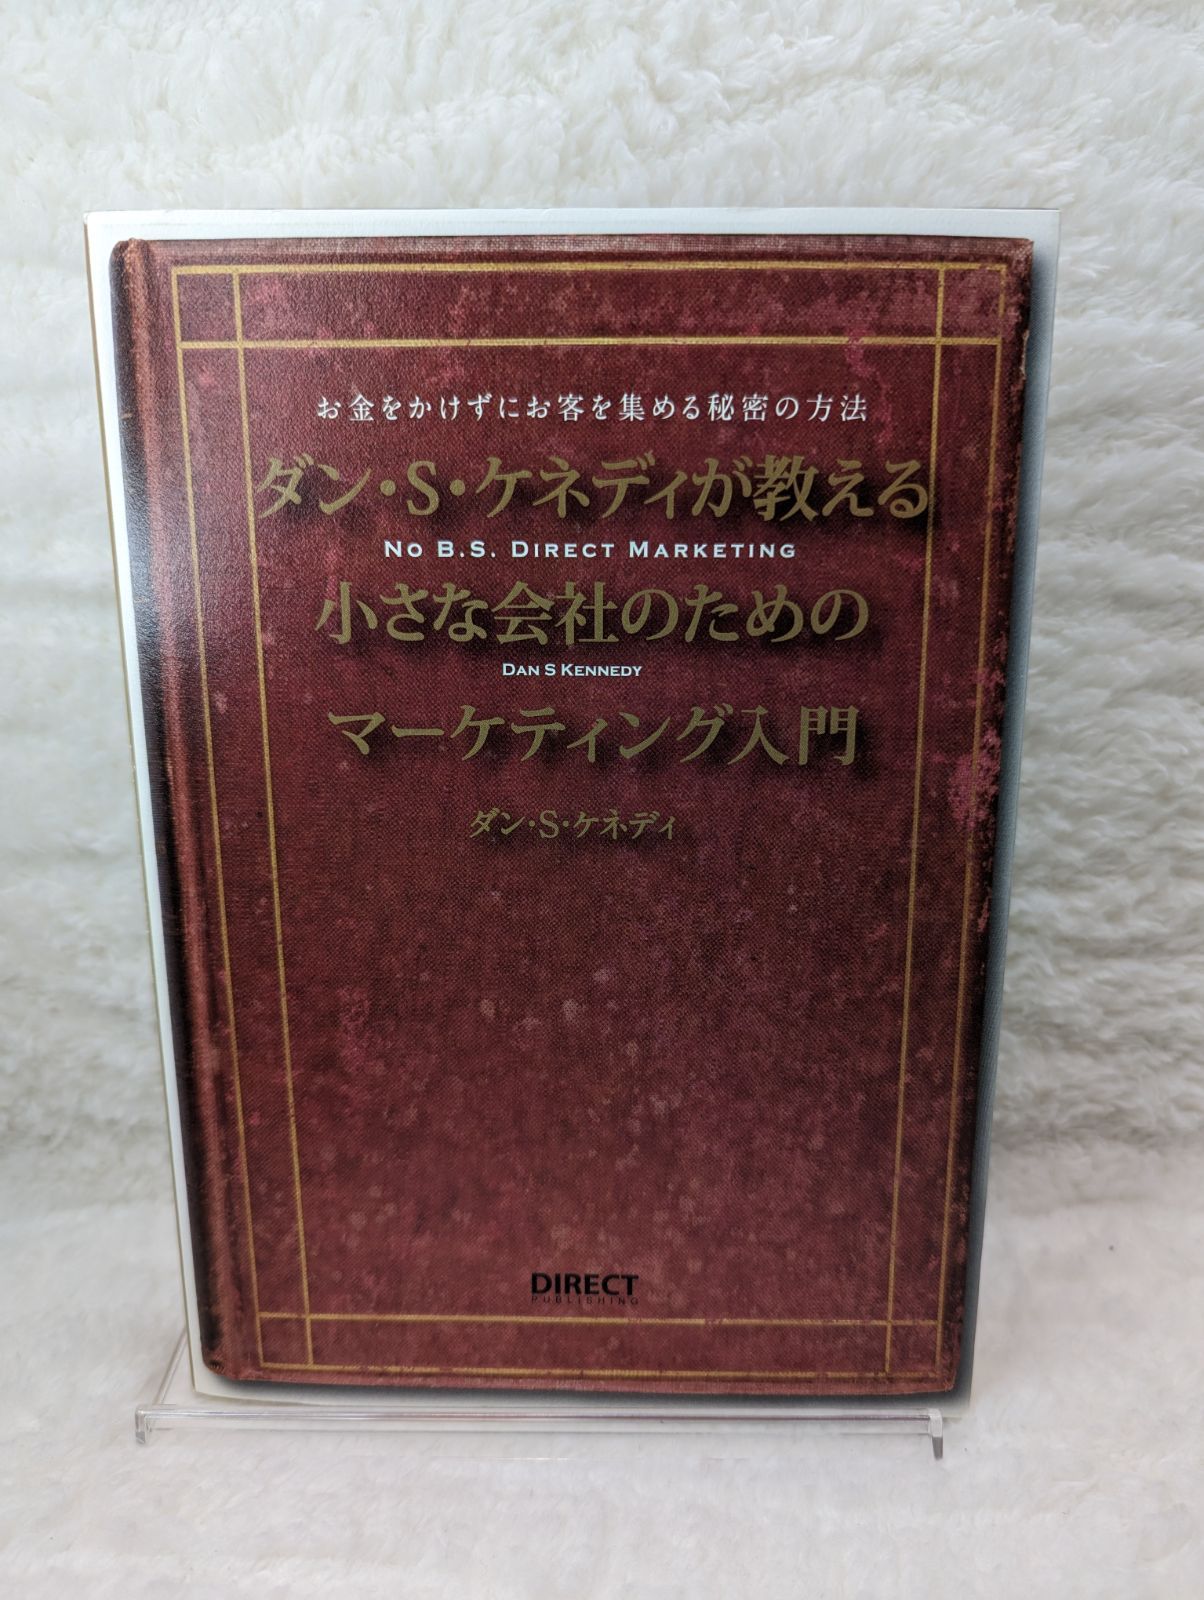 お金をかけずにお客を集める秘密の方法
ダン・S・ケネディが教える
NO B.S. DIRECT MARKETING
小さな会社のための
DAN S KENNEDY
マーケティング入門
ダン・S・ケネディ
DIRECT
PUBLISHING